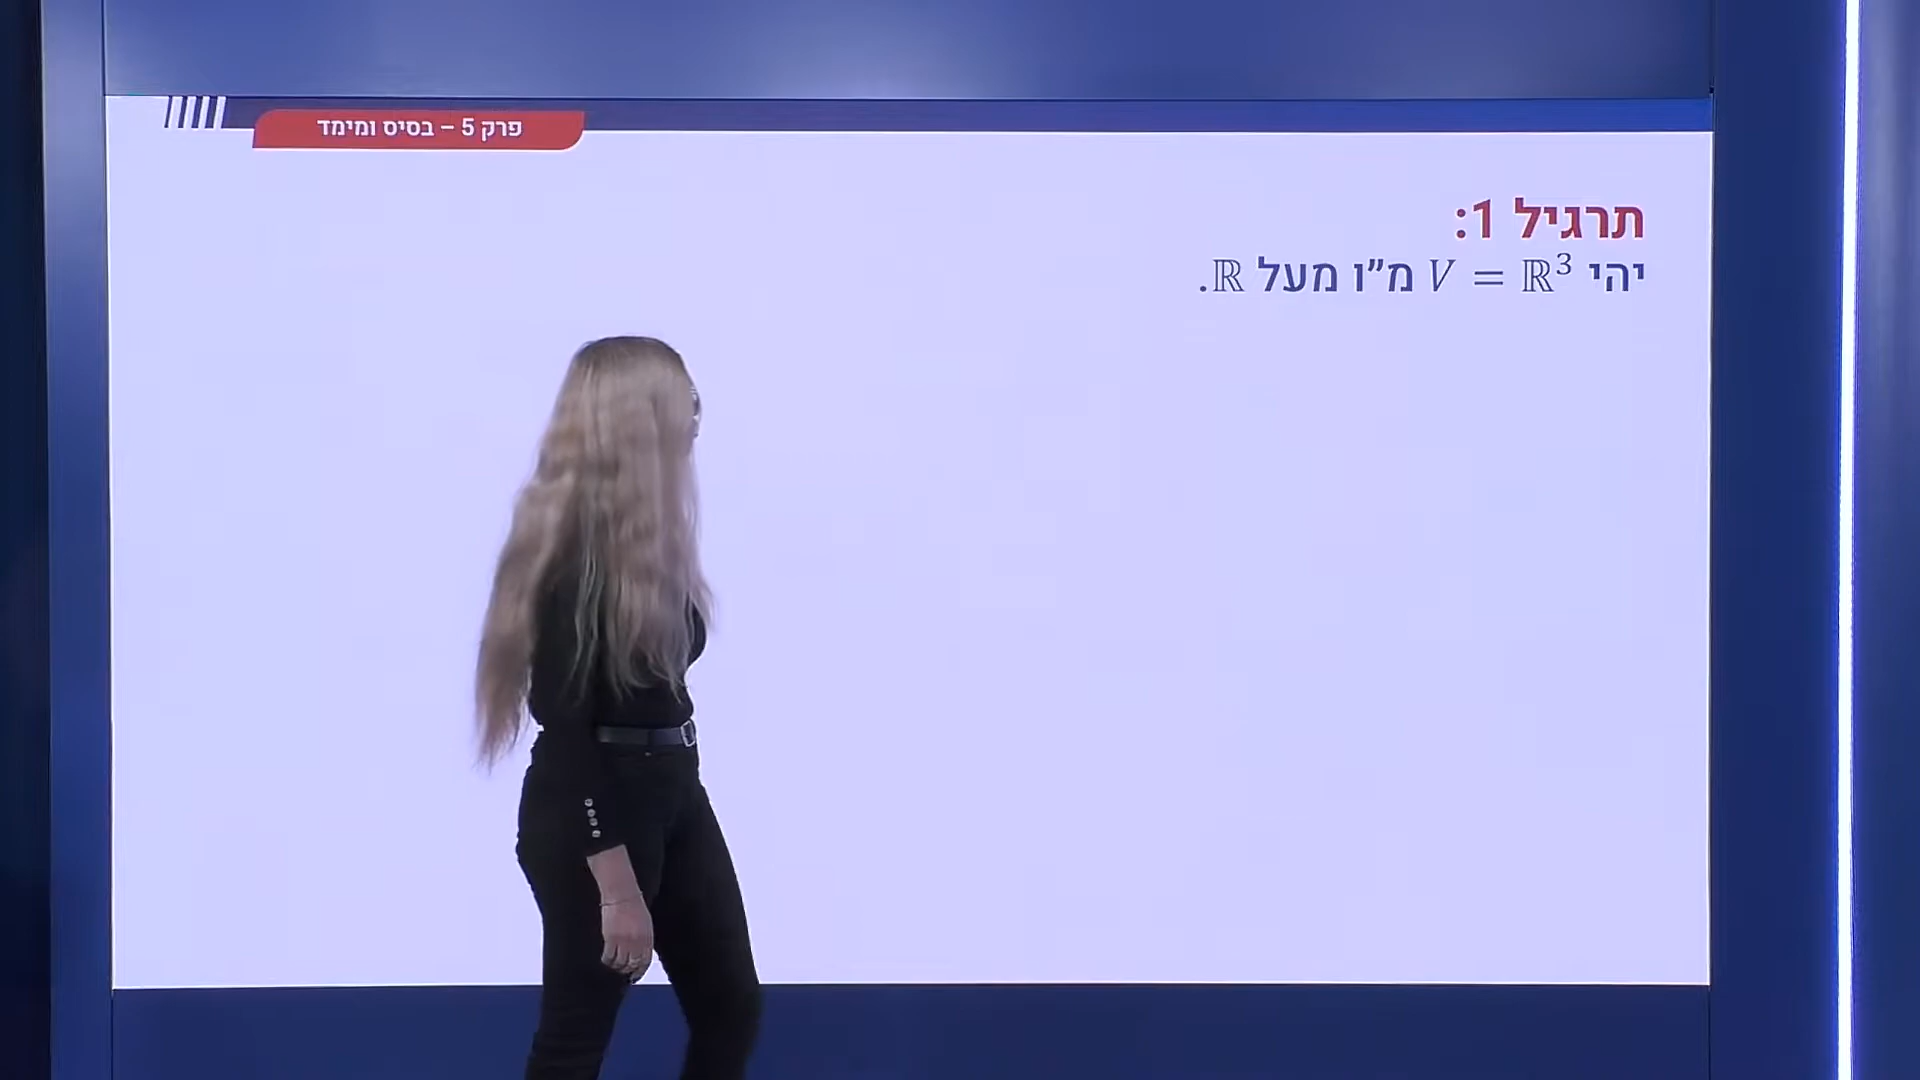 פרק 5 – בסיס ומימד
תרגיל 1:
יהי V = ℝ³ מ״ו מעל ℝ.